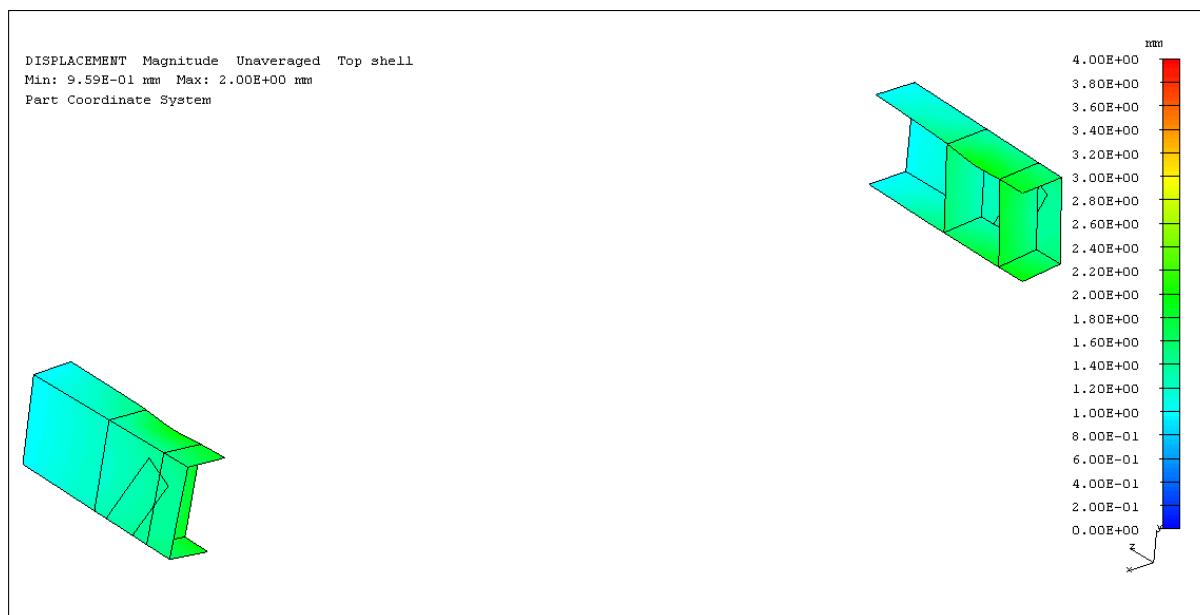 DISPLACEMENT Magnitude Unaveraged Top shell
Min: 9.59E-01 mm Max: 2.00E+00 mm
Part Coordinate System
mm
4.00E+00
3.80E+00
3.60E+00
3.40E+00
3.20E+00
3.00E+00
2.80E+00
2.60E+00
2.40E+00
2.20E+00
2.00E+00
1.80E+00
1.60E+00
1.40E+00
1.20E+00
1.00E+00
8.00E-01
6.00E-01
4.00E-01
2.00E-01
0.00E+00
Y
Z
X